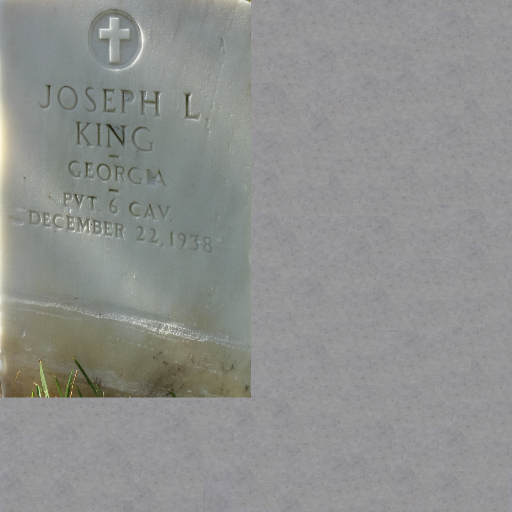 JOSEPH L.
KING
GEORGIA
PVT. 6 CAV.
DECEMBER 22, 1938